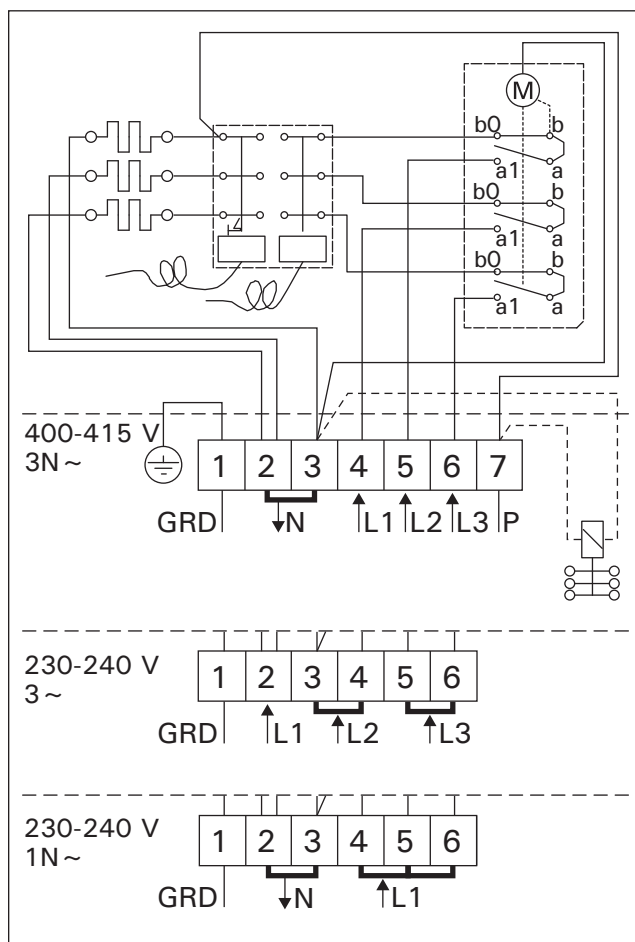 M
b0 b
a1 a
b0 b
a1 a
b0 b
a1 a
400-415 V
3N~
1 2 3 4 5 6 7
GRD N L1 L2 L3 P
230-240 V
3~
1 2 3 4 5 6
GRD L1 L2 L3
230-240 V
1N~
1 2 3 4 5 6
GRD N L1